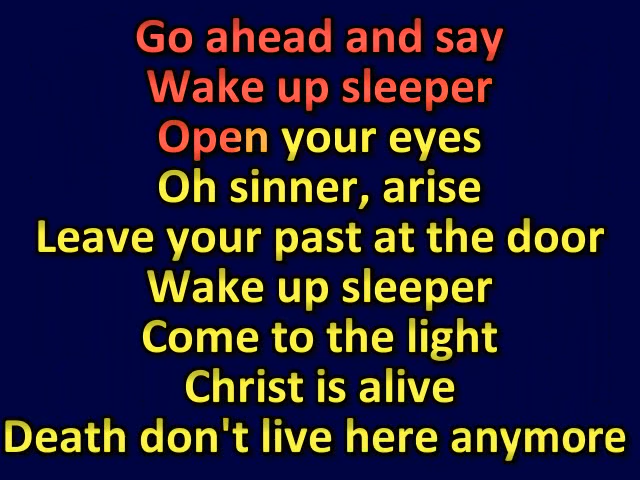 Go ahead and say
Wake up sleeper
Open your eyes
Oh sinner, arise
Leave your past at the door
Wake up sleeper
Come to the light
Christ is alive
Death don't live here anymore